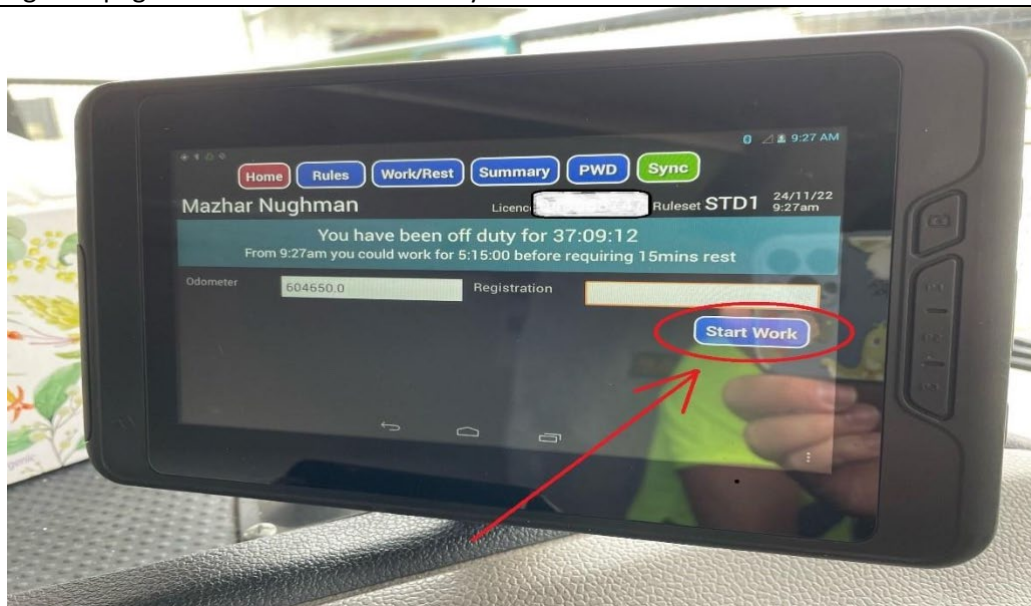 9:27 AM
Home Rules Work/Rest Summary PWD Sync
Mazhar Nughman Licenc Ruleset STD1 24/11/22
9:27am
You have been off duty for 37:09:12
From 9:27am you could work for 5:15:00 before requiring 15mins rest
Odometer 604650.0 Registration
Start Work